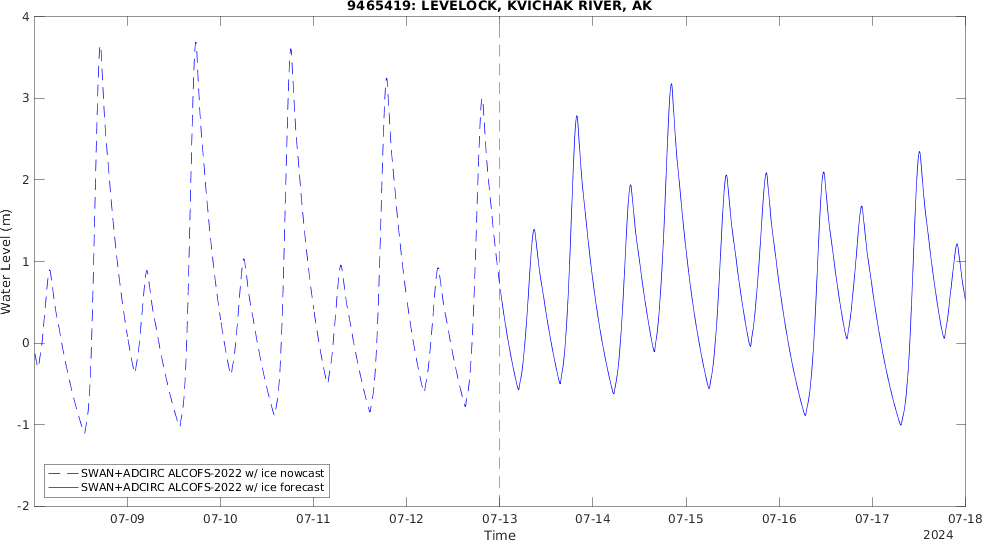 9465419: LEVELOCK, KVICHAK RIVER, AK
4
3
2
1
0
-1
-2
Water Level (m)
SWAN+ADCIRC ALCOFS-2022 w/ ice nowcast
SWAN+ADCIRC ALCOFS-2022 w/ ice forecast
07-09 07-10 07-11 07-12 07-13 07-14 07-15 07-16 07-17 07-18
Time
2024